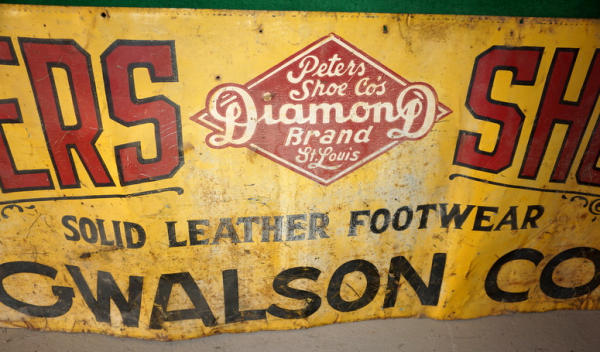 ERS
Peters
Shoe Co's
Diamond
Brand
St. Louis
SH
SOLID LEATHER FOOTWEAR
GWALSON CO